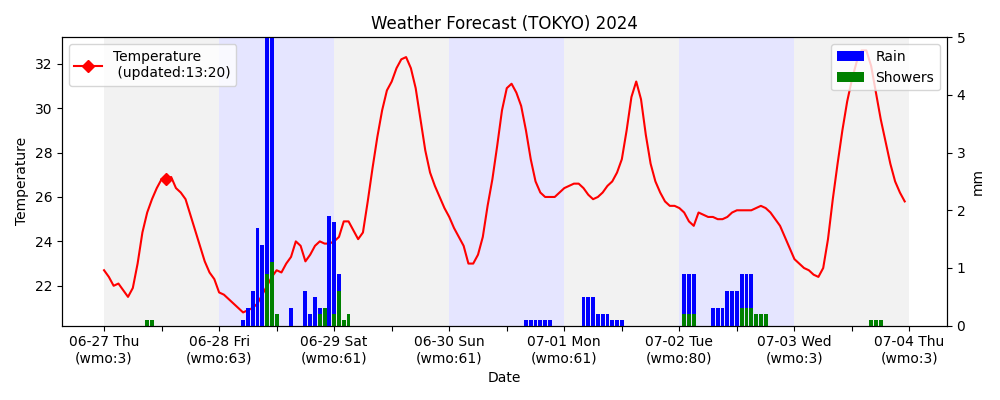 Weather Forecast (TOKYO) 2024
Temperature
(updated:13:20)
Rain
Showers
Temperature
32
30
28
26
24
22
5
4
3
2
1
0
mm
06-27 Thu
(wmo:3)
06-28 Fri
(wmo:63)
06-29 Sat
(wmo:61)
06-30 Sun
(wmo:61)
07-01 Mon
(wmo:61)
07-02 Tue
(wmo:80)
07-03 Wed
(wmo:3)
07-04 Thu
(wmo:3)
Date